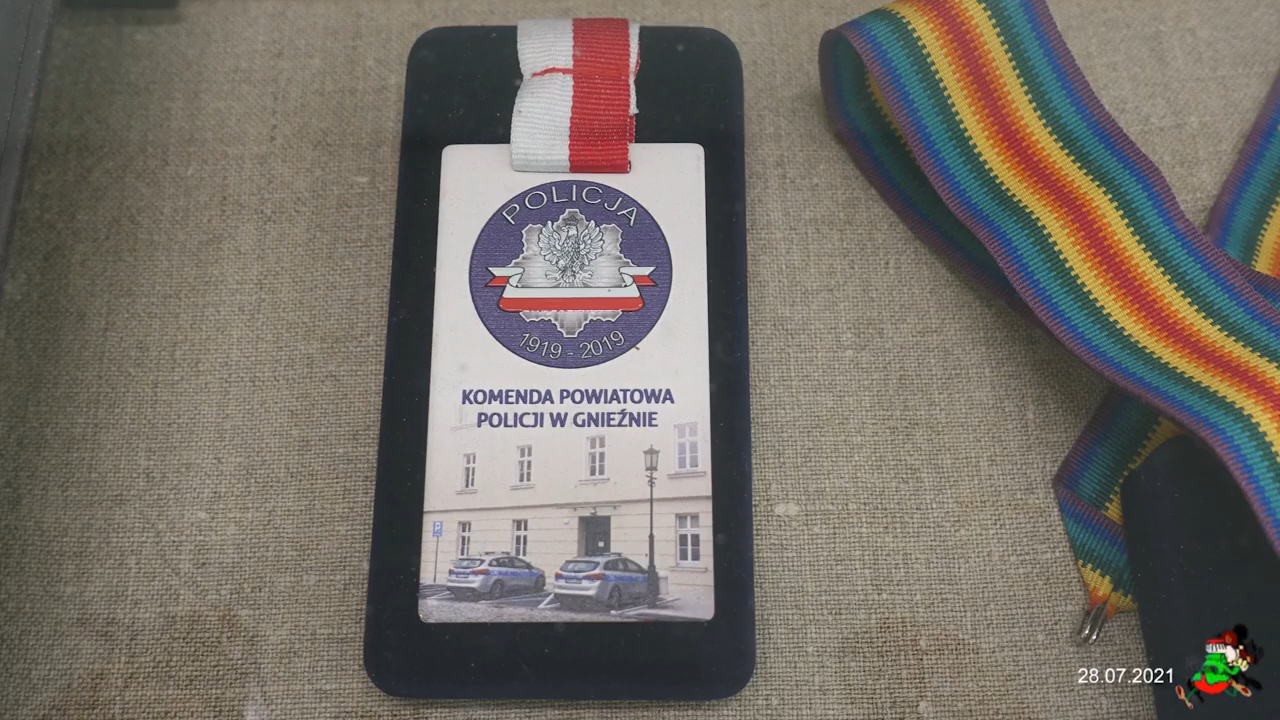 POLICJA
1919 - 2019
KOMENDA POWIATOWA
POLICJI W GNIEŹNIE
P
28.07.2021